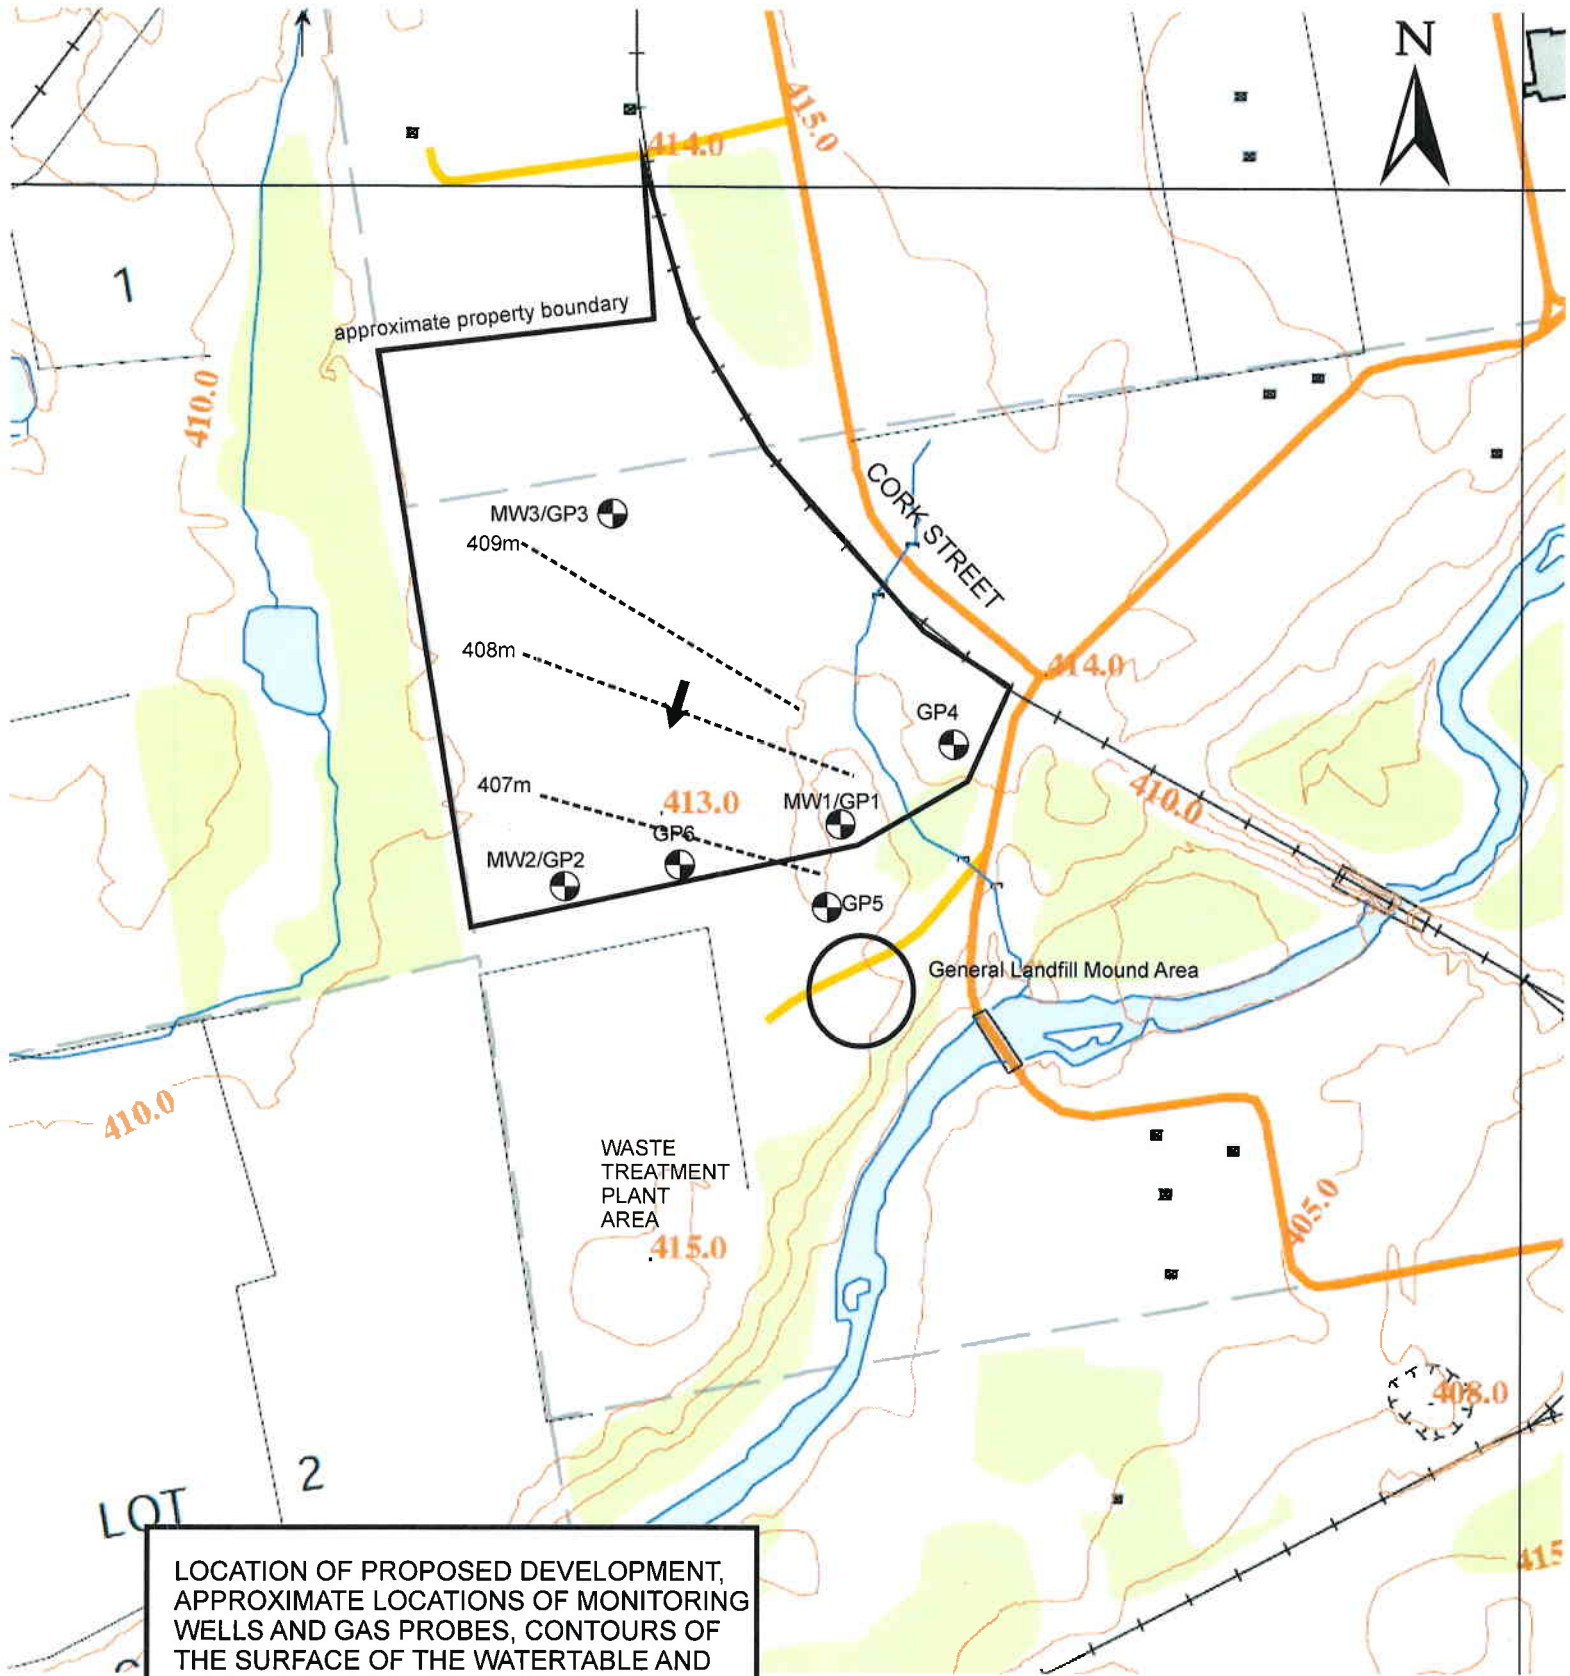 N
415.0
414.0
1
approximate property boundary
410.0
CORK STREET
MW3/GP3
409m
408m
414.0
GP4
407m
413.0
MW1/GP1
410.0
GP6
MW2/GP2
GP5
General Landfill Mound Area
410.0
WASTE
TREATMENT
PLANT
AREA
405.0
415.0
408.0
2
LOT
415
LOCATION OF PROPOSED DEVELOPMENT,
APPROXIMATE LOCATIONS OF MONITORING
WELLS AND GAS PROBES, CONTOURS OF
THE SURFACE OF THE WATERTABLE AND